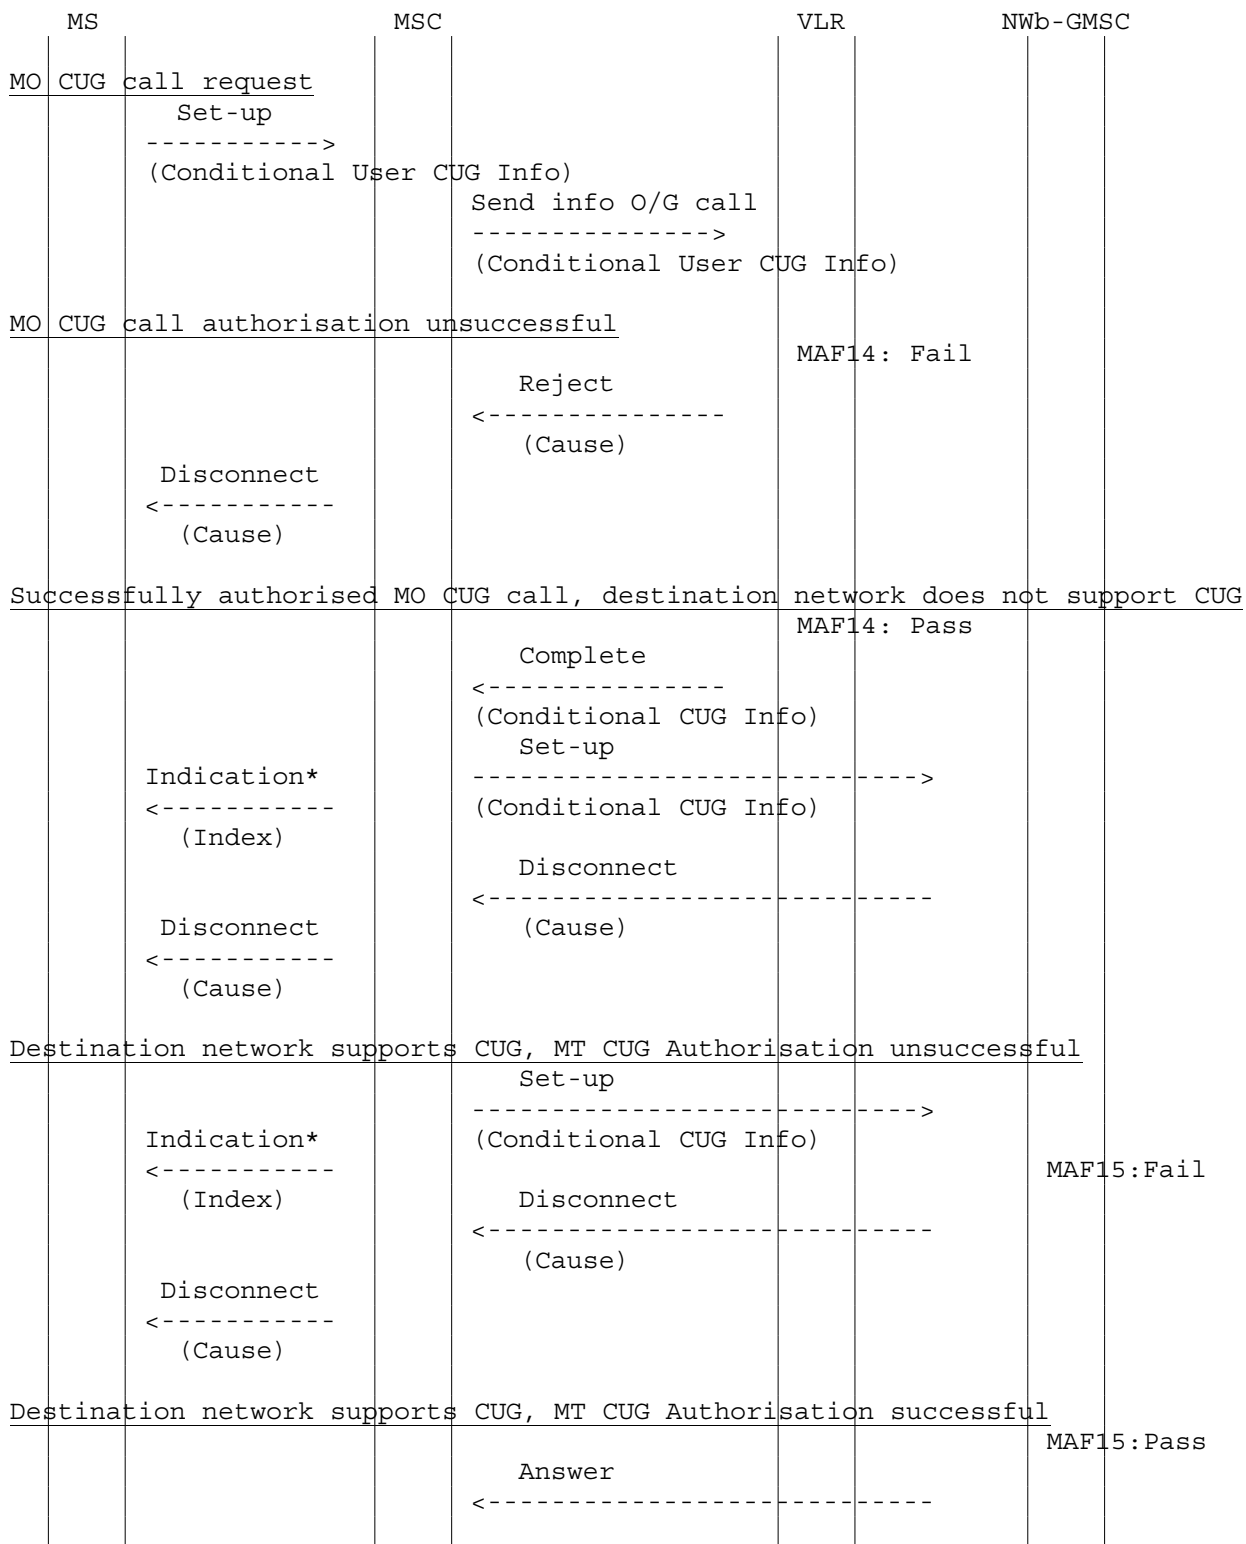 MS MSC VLR NWb-GMSC
MO CUG call request
Set-up
----------->
(Conditional User CUG Info)
Send info O/G call
--------------->
(Conditional User CUG Info)
MO CUG call authorisation unsuccessful
MAF14: Fail
Reject
<---------------
(Cause)
Disconnect
<-----------
(Cause)
Successfully authorised MO CUG call, destination network does not support CUG
MAF14: Pass
Complete
<---------------
(Conditional CUG Info)
Set-up
Indication* ---------------------------->
<----------- (Conditional CUG Info)
(Index)
Disconnect
<----------------------------
Disconnect (Cause)
<-----------
(Cause)
Destination network supports CUG, MT CUG Authorisation unsuccessful
Set-up
---------------------------->
Indication* (Conditional CUG Info)
<----------- MAF15:Fail
(Index) Disconnect
<----------------------------
(Cause)
Disconnect
<-----------
(Cause)
Destination network supports CUG, MT CUG Authorisation successful
MAF15:Pass
Answer
<----------------------------